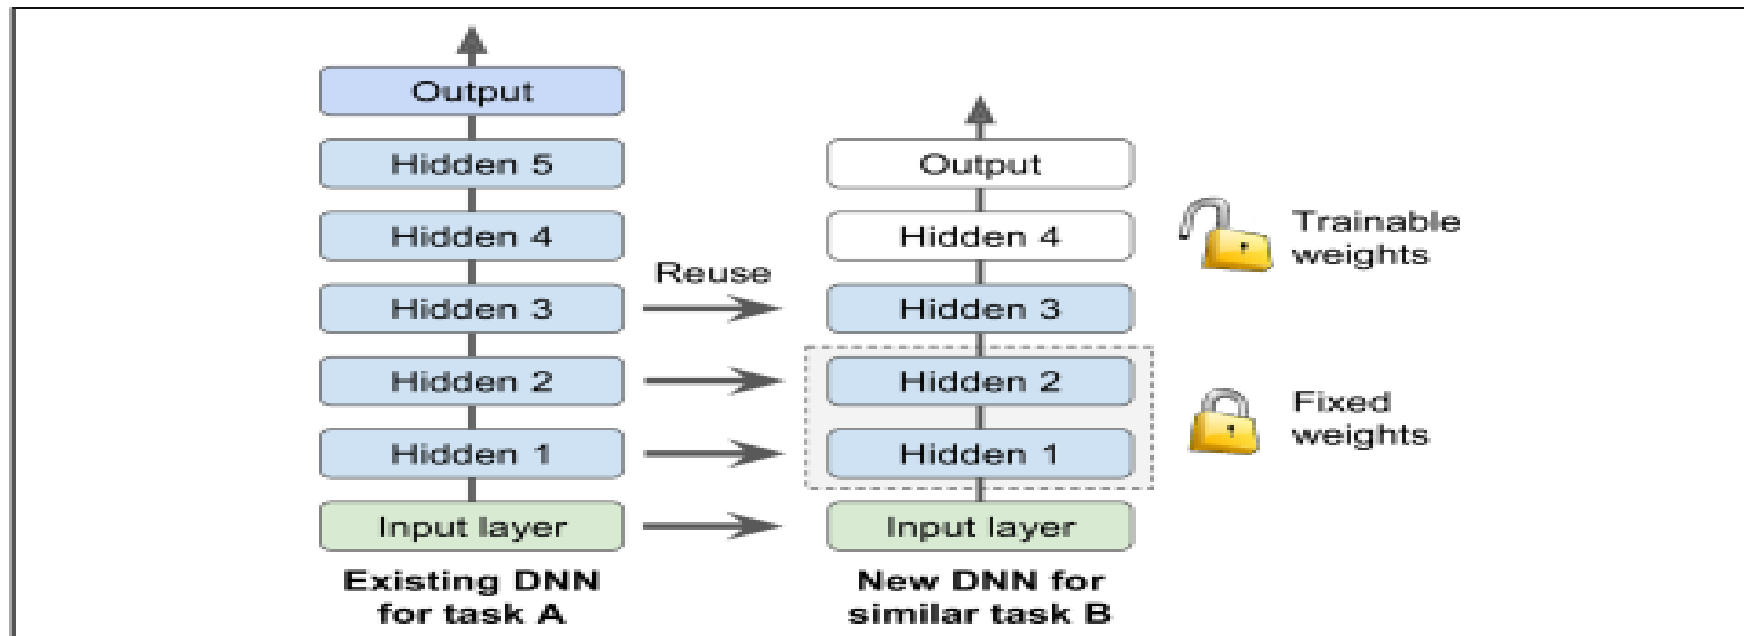 Output
Hidden 5
Hidden 4
Hidden 3
Hidden 2
Hidden 1
Input layer
Existing DNN
for task A
Reuse
Output
Hidden 4
Hidden 3
Hidden 2
Hidden 1
Input layer
New DNN for
similar task B
Trainable
weights
Fixed
weights